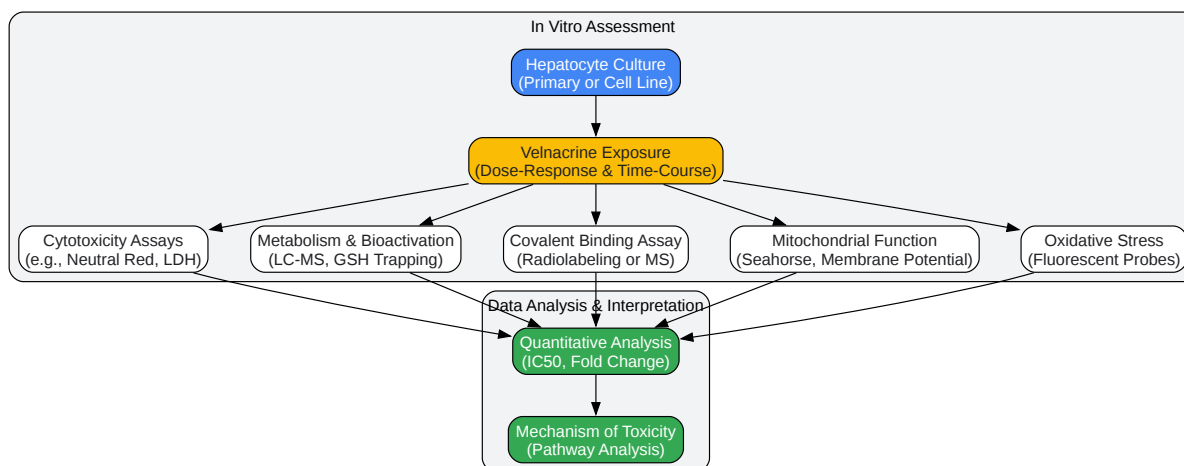 In Vitro Assessment
Hepatocyte Culture
(Primary or Cell Line)
Velnacrine Exposure
(Dose-Response & Time-Course)
Cytotoxicity Assays
(e.g., Neutral Red, LDH)
Metabolism & Bioactivation
(LC-MS, GSH Trapping)
Covalent Binding Assay
(Radiolabeling or MS)
Mitochondrial Function
(Seahorse, Membrane Potential)
Oxidative Stress
(Fluorescent Probes)
Data Analysis & Interpretation
Quantitative Analysis
(IC50, Fold Change)
Mechanism of Toxicity
(Pathway Analysis)